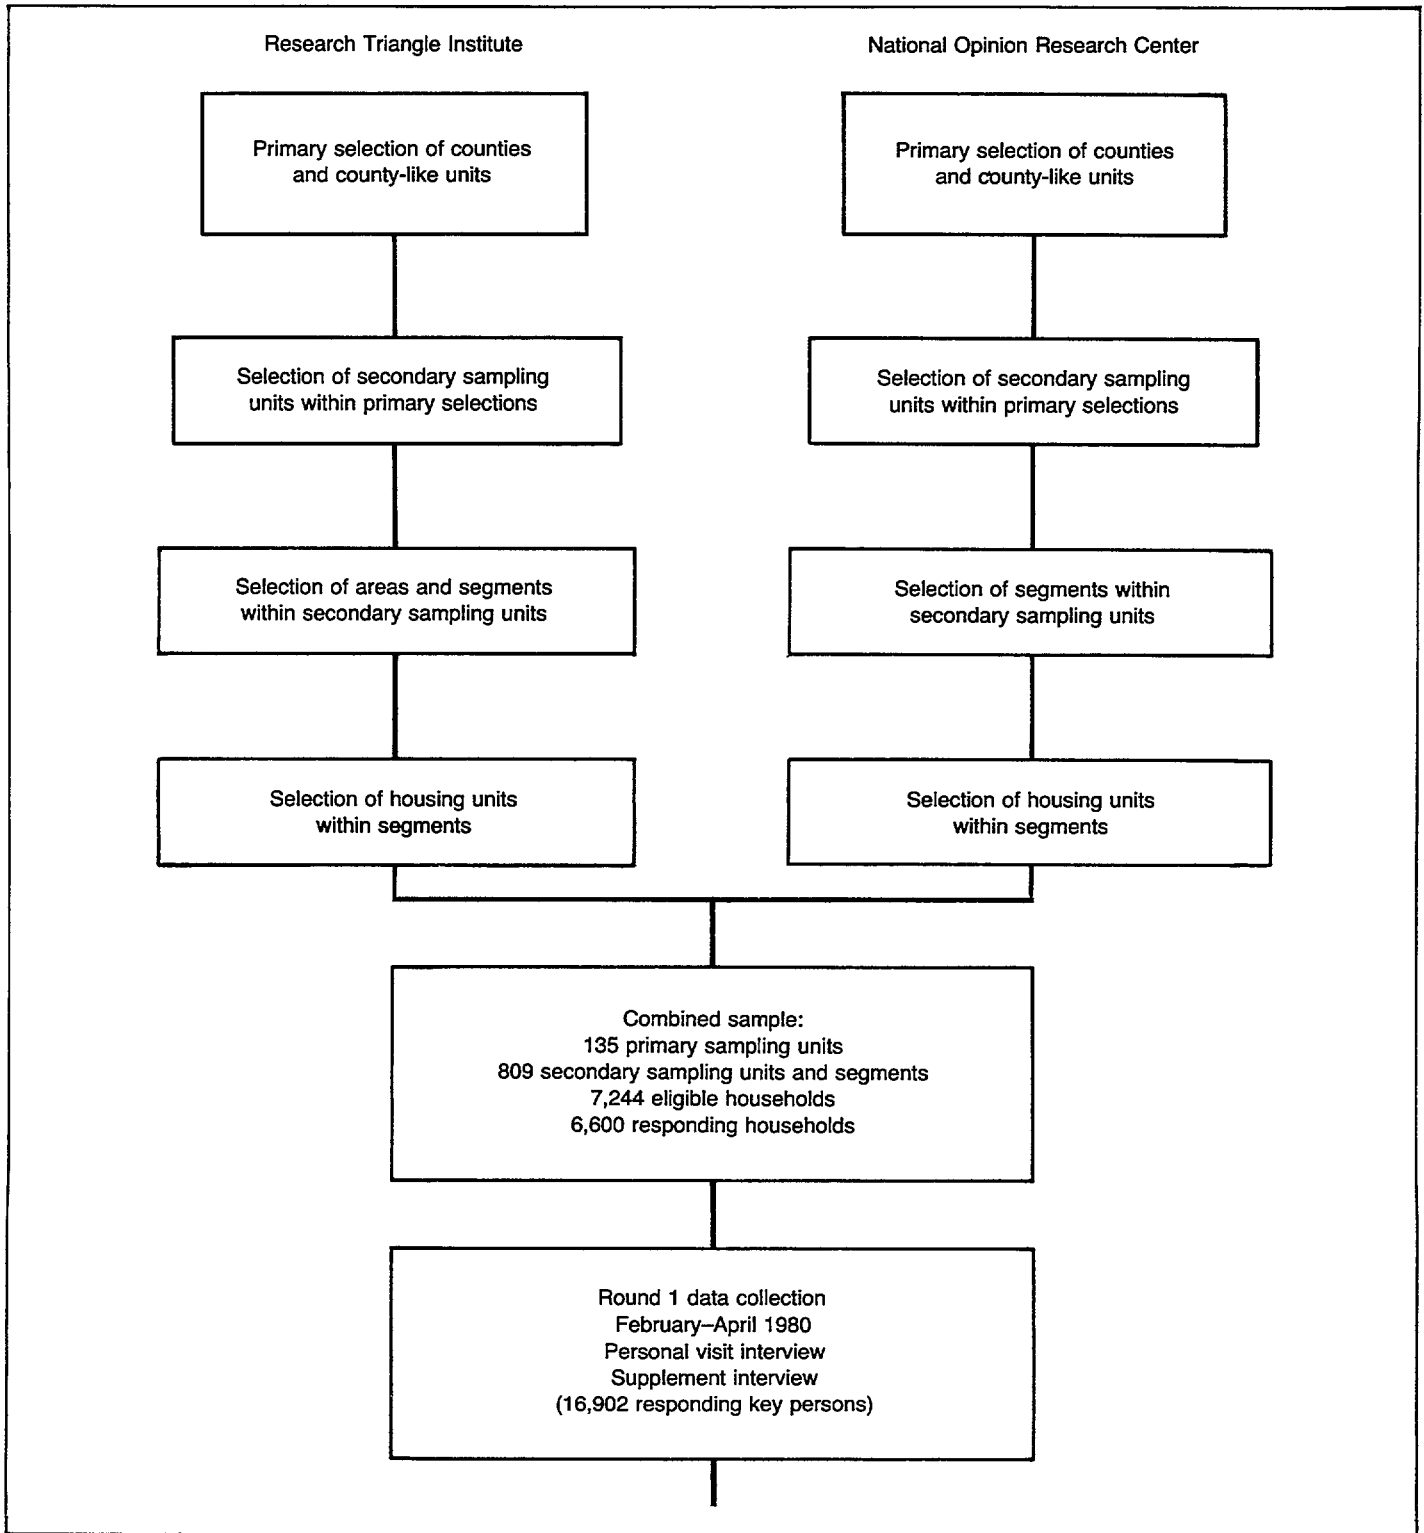 Research Triangle Institute
National Opinion Research Center
Primary selection of counties
and county-like units
Primary selection of counties
and county-like units
Selection of secondary sampling
units within primary selections
Selection of secondary sampling
units within primary selections
Selection of areas and segments
within secondary sampling units
Selection of segments within
secondary sampling units
Selection of housing units
within segments
Selection of housing units
within segments
Combined sample:
135 primary sampling units
809 secondary sampling units and segments
7,244 eligible households
6,600 responding households
Round 1 data collection
February–April 1980
Personal visit interview
Supplement interview
(16,902 responding key persons)